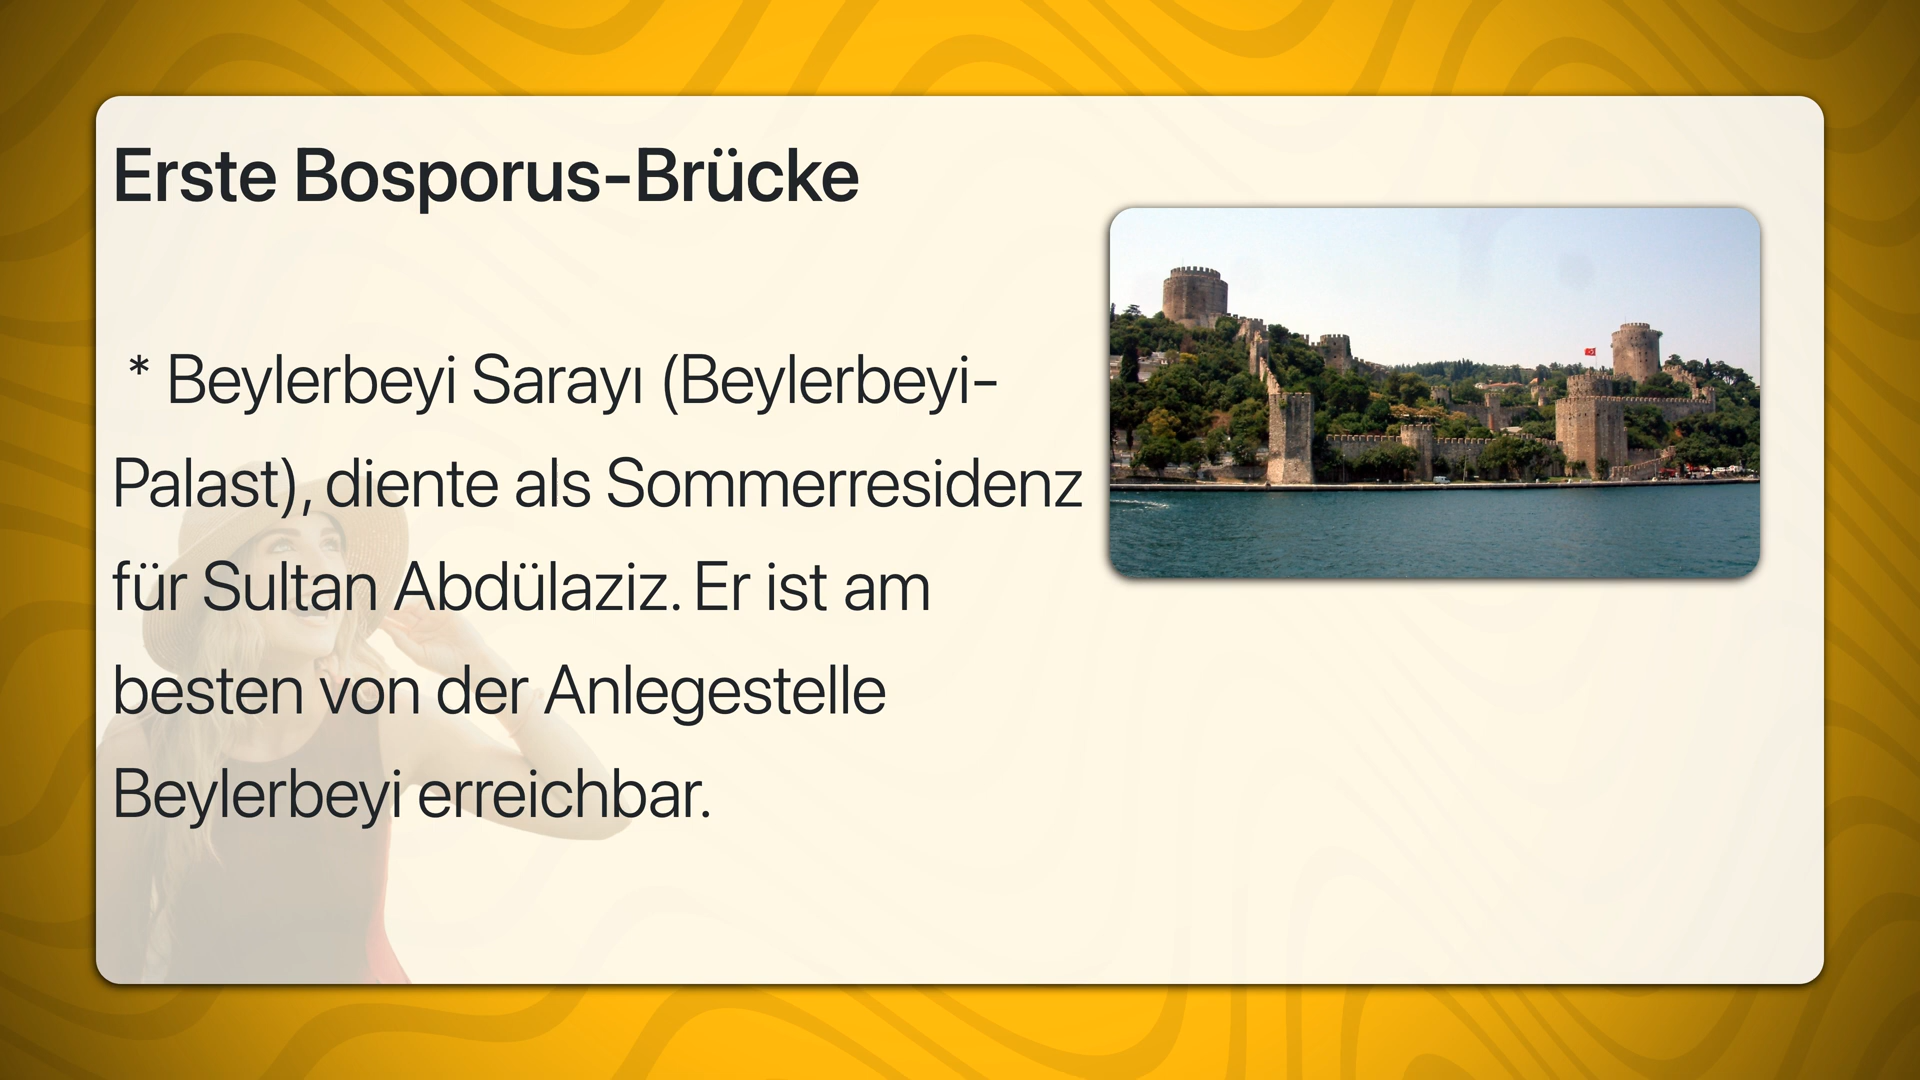 Erste Bosporus-Brücke
* Beylerbeyi Sarayı (Beylerbeyi-
Palast), diente als Sommerresidenz
für Sultan Abdülaziz. Er ist am
besten von der Anlegestelle
Beylerbeyi erreichbar.